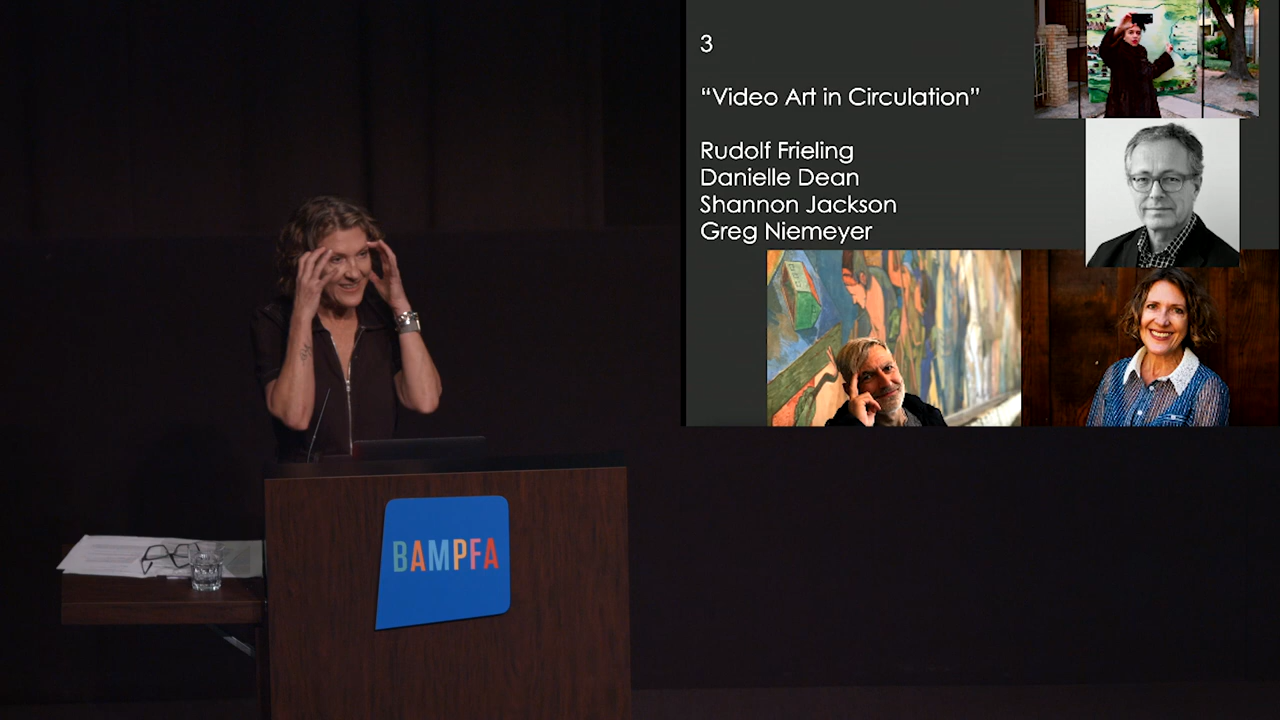 3
“Video Art in Circulation”
Rudolf Frieling
Danielle Dean
Shannon Jackson
Greg Niemeyer
BAMPFA